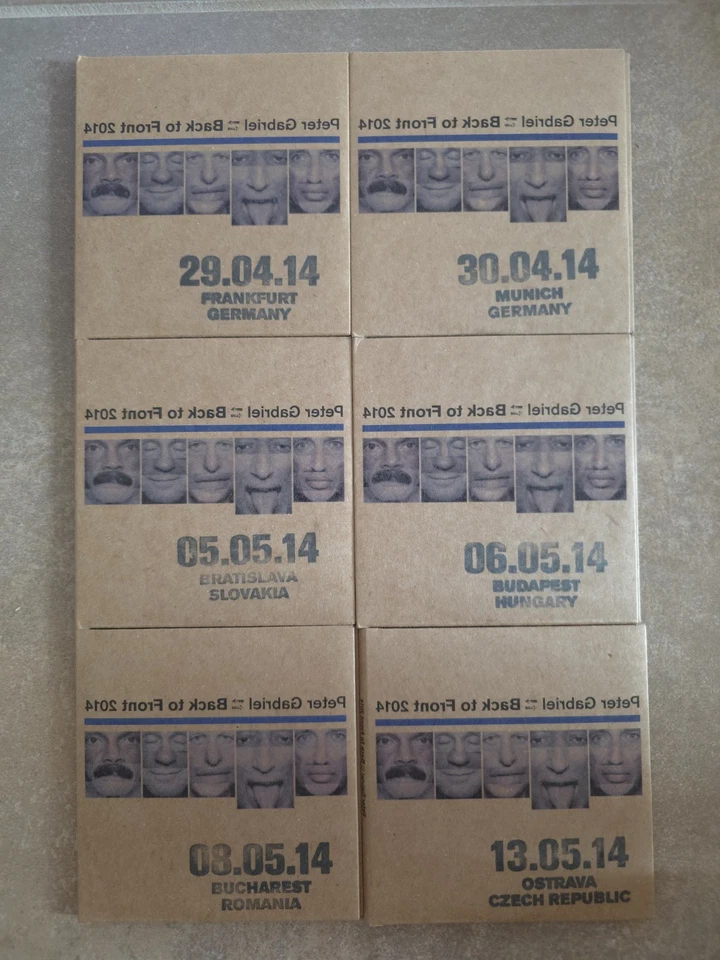 Peter Gabriel Back to Front 2014
29.04.14
FRANKFURT
GERMANY
Peter Gabriel Back to Front 2014
30.04.14
MUNICH
GERMANY
Peter Gabriel Back to Front 2014
05.05.14
BRATISLAVA
SLOVAKIA
Peter Gabriel Back to Front 2014
06.05.14
BUDAPEST
HUNGARY
Peter Gabriel Back to Front 2014
08.05.14
BUCHAREST
ROMANIA
Peter Gabriel Back to Front 2014
13.05.14
OSTRAVA
CZECH REPUBLIC